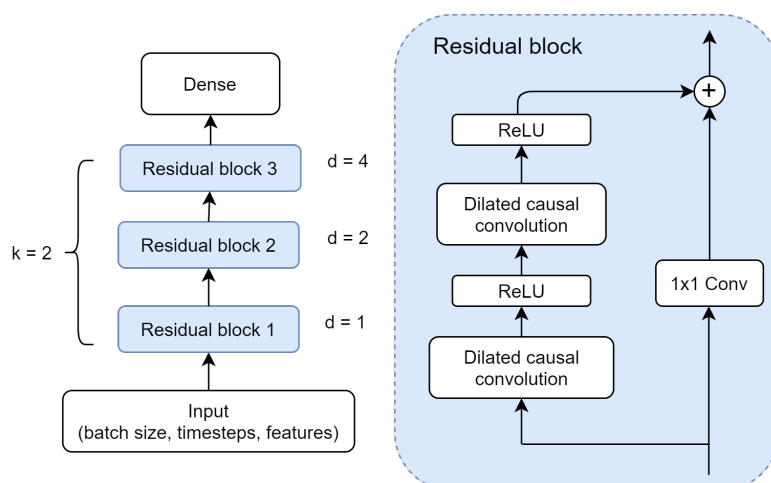 Dense
Residual block 3
d = 4
Residual block 2
d = 2
k = 2
Residual block 1
d = 1
Input
(batch size, timesteps, features)
Residual block
+
ReLU
Dilated causal
convolution
ReLU
1x1 Conv
Dilated causal
convolution